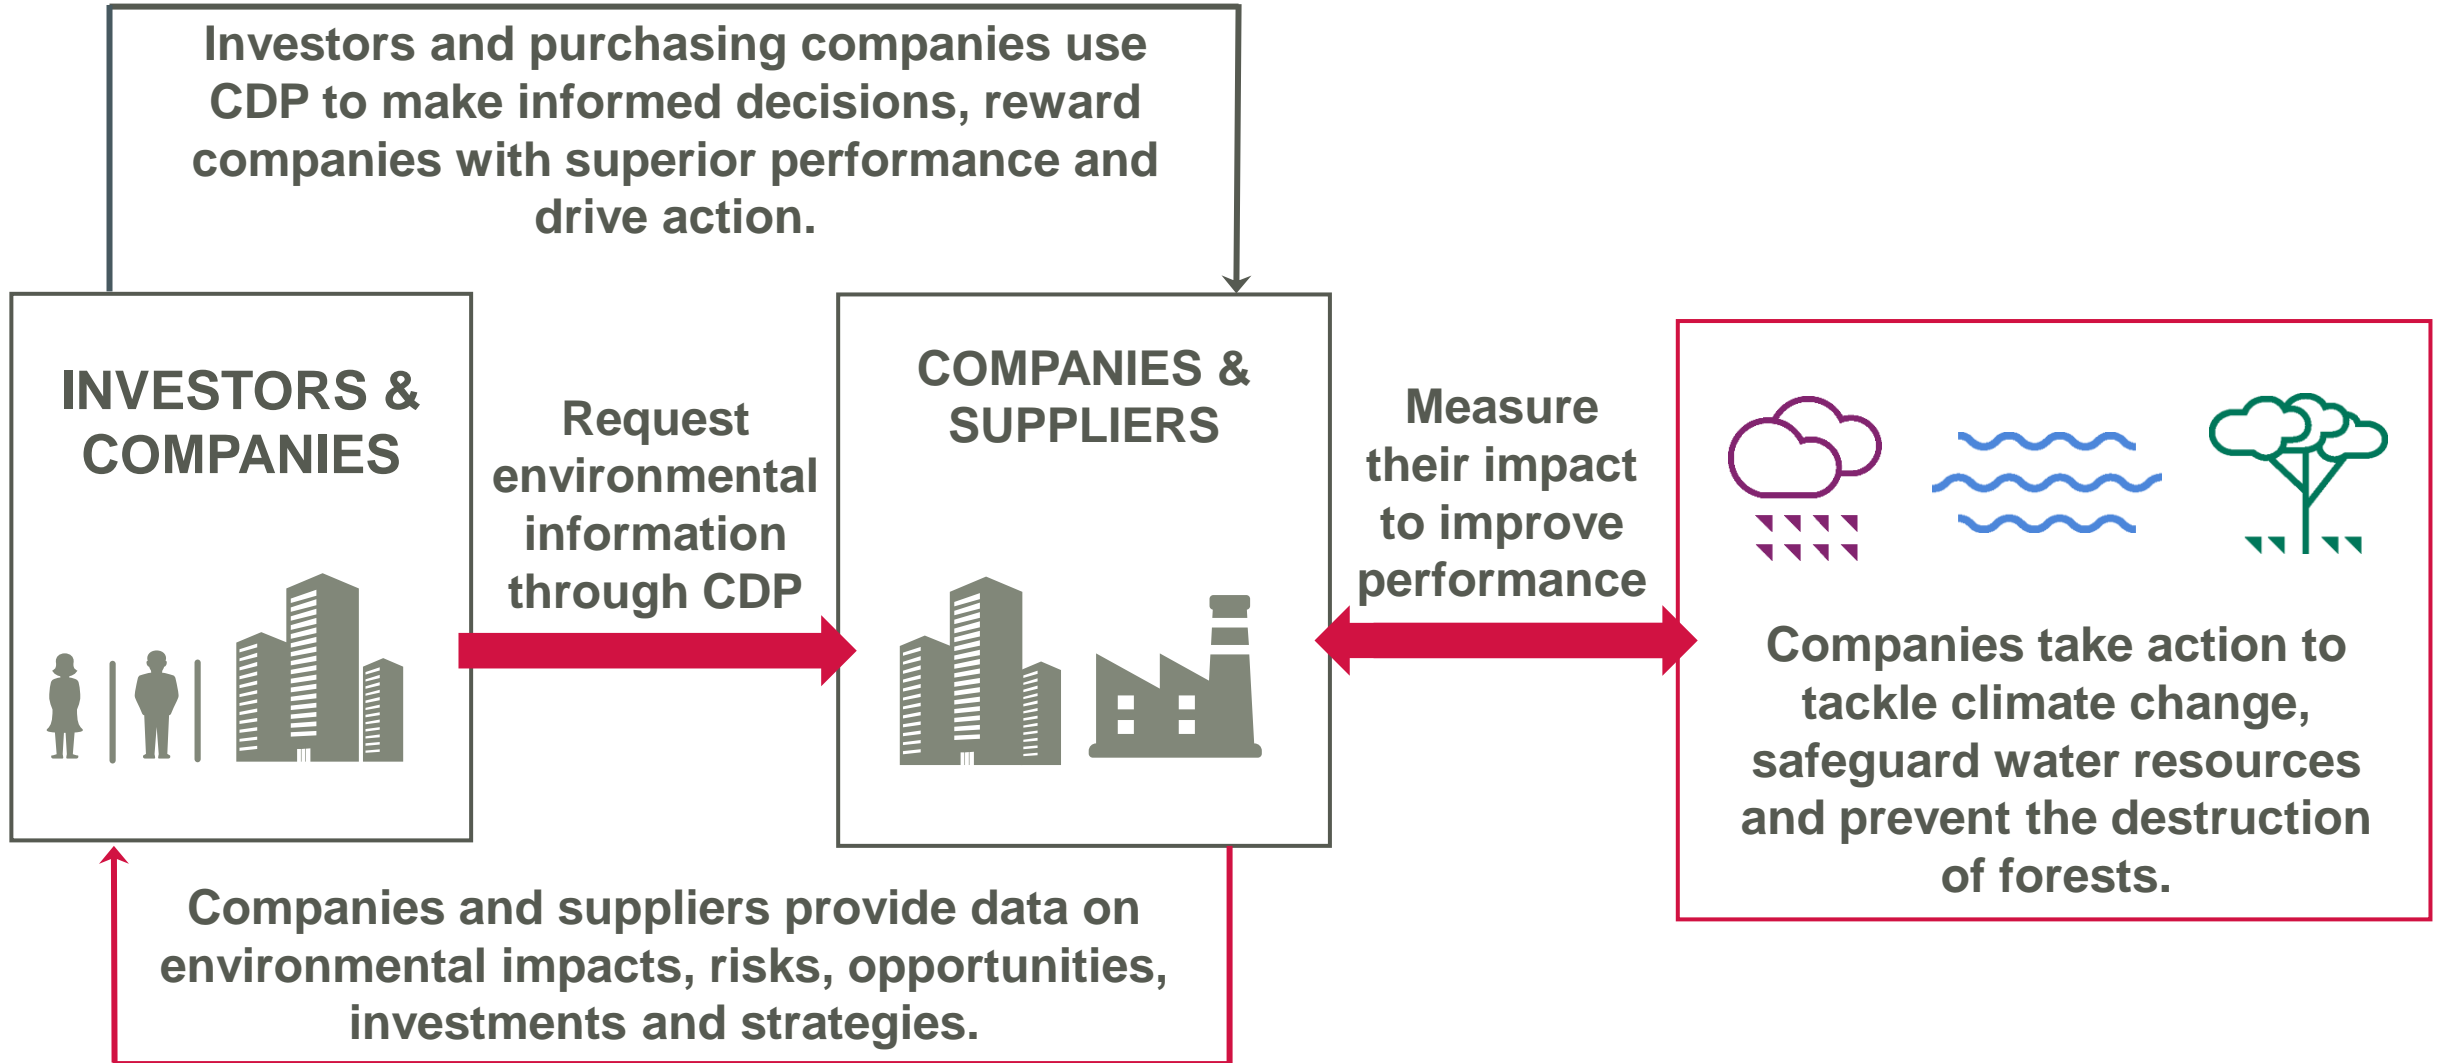 Investors and purchasing companies use
CDP to make informed decisions, reward
companies with superior performance and
drive action.
INVESTORS &
COMPANIES
Request
environmental
information
through CDP
COMPANIES &
SUPPLIERS
Measure
their impact
to improve
performance
Companies take action to
tackle climate change,
safeguard water resources
and prevent the destruction
of forests.
Companies and suppliers provide data on
environmental impacts, risks, opportunities,
investments and strategies.